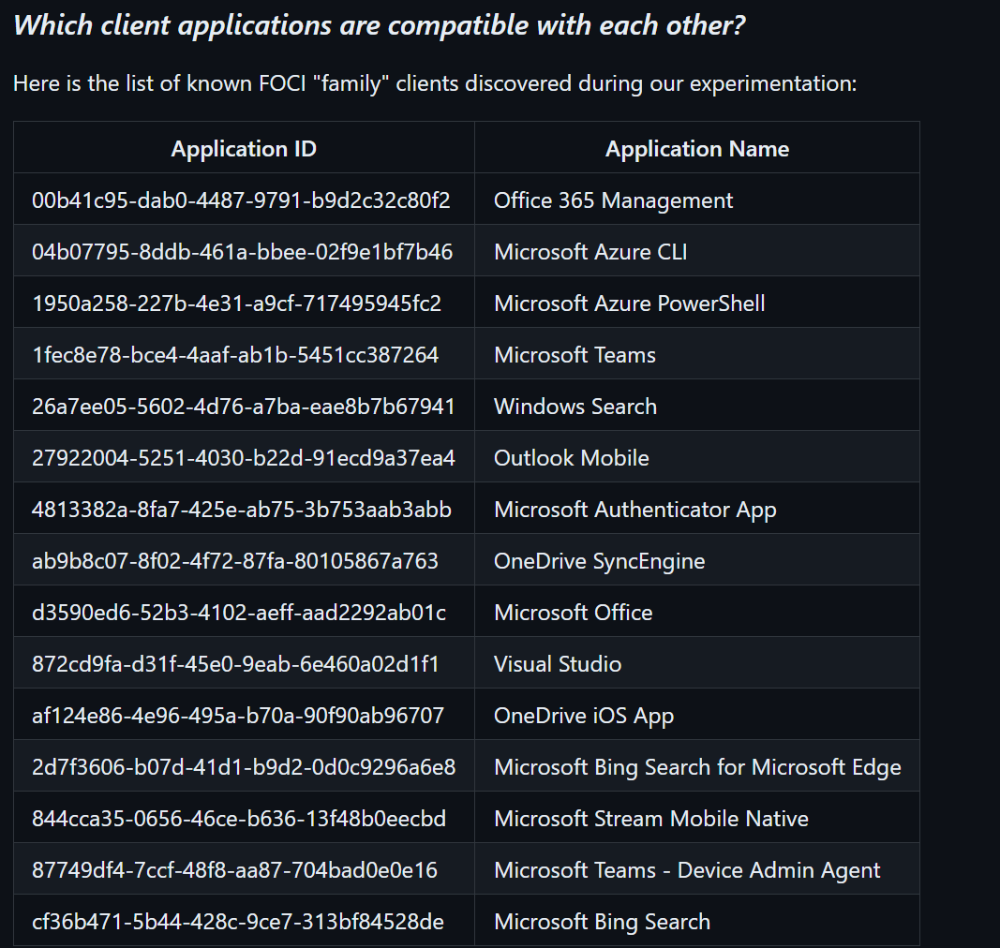 Which client applications are compatible with each other?
Here is the list of known FOCI "family" clients discovered during our experimentation:
Application ID Application Name
00b41c95-dab0-4487-9791-b9d2c32c80f2 Office 365 Management
04b07795-8ddb-461a-bbee-02f9e1bf7b46 Microsoft Azure CLI
1950a258-227b-4e31-a9cf-717495945fc2 Microsoft Azure PowerShell
1fec8e78-bce4-4aaf-ab1b-5451cc387264 Microsoft Teams
26a7ee05-5602-4d76-a7ba-eae8b7b67941 Windows Search
27922004-5251-4030-b22d-91ecd9a37ea4 Outlook Mobile
4813382a-8fa7-425e-ab75-3b753aab3abb Microsoft Authenticator App
ab9b8c07-8f02-4f72-87fa-80105867a763 OneDrive SyncEngine
d3590ed6-52b3-4102-aeff-aad2292ab01c Microsoft Office
872cd9fa-d31f-45e0-9eab-6e460a02d1f1 Visual Studio
af124e86-4e96-495a-b70a-90f90ab96707 OneDrive iOS App
2d7f3606-b07d-41d1-b9d2-0d0c9296a6e8 Microsoft Bing Search for Microsoft Edge
844cca35-0656-46ce-b636-13f48b0eecbd Microsoft Stream Mobile Native
87749df4-7ccf-48f8-aa87-704bad0e0e16 Microsoft Teams - Device Admin Agent
cf36b471-5b44-428c-9ce7-313bf84528de Microsoft Bing Search